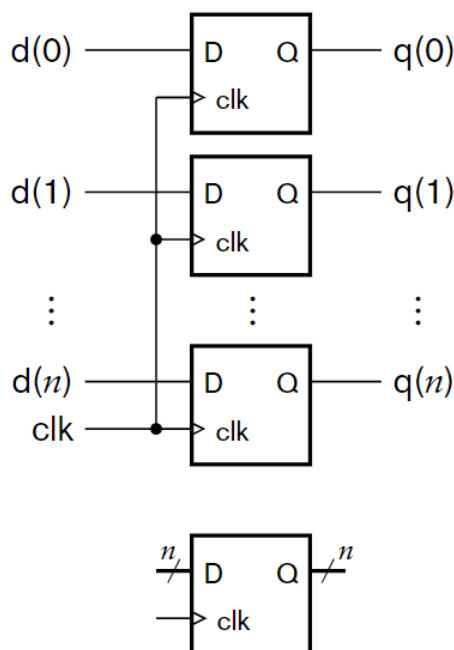 d(0) D Q q(0)
clk
d(1) D Q q(1)
clk
⋮ ⋮ ⋮
d(n) D Q q(n)
clk clk
n D Q n
clk